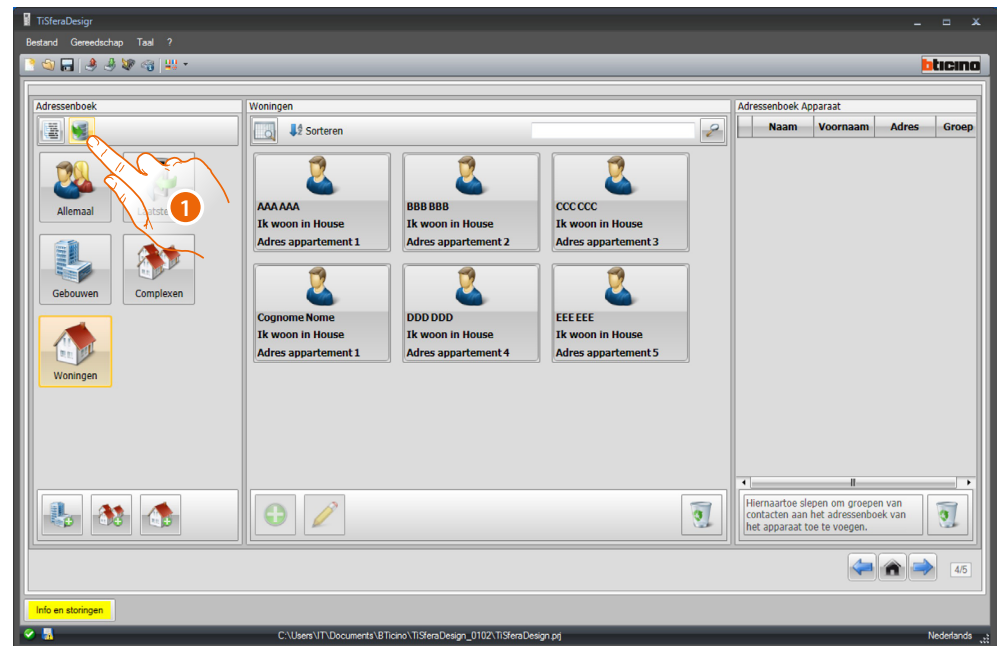 TiSferaDesigr
Bestand Gereedschap Taal ?
bticino
Adressenboek
Allemaal
1
Gebouwen
Complexen
Woningen
Woningen
Sorteren
AAA AAA
Ik woon in House
Adres appartement 1
BBB BBB
Ik woon in House
Adres appartement 2
CCC CCC
Ik woon in House
Adres appartement 3
Cognome Nome
Ik woon in House
Adres appartement 1
DDD DDD
Ik woon in House
Adres appartement 4
EEE EEE
Ik woon in House
Adres appartement 5
Adressenboek Apparaat
Naam Voornaam Adres Groep
Hiernaartoe slepen om groepen van
contacten aan het adressenboek van
het apparaat toe te voegen.
4/5
Info en storingen
C:\Users\IT\Documents\BTicino\TiSferaDesign_0102\TiSferaDesign.prj
Nederlands